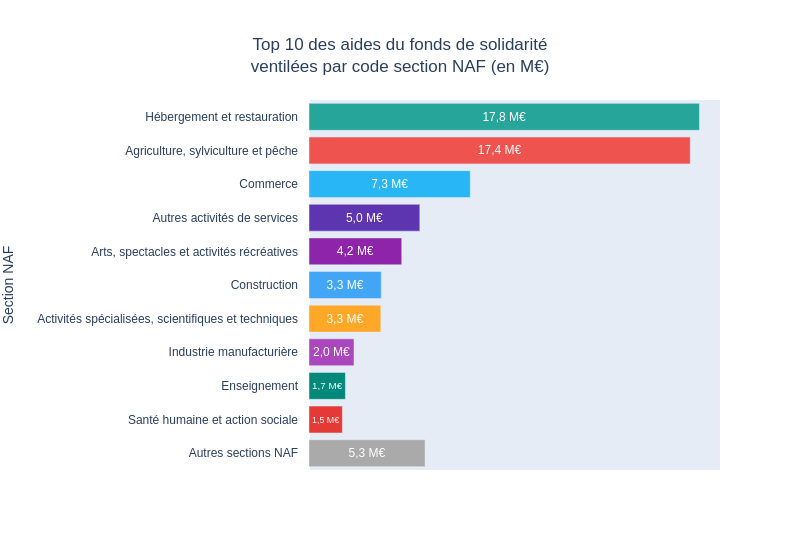 Top 10 des aides du fonds de solidarité
ventilées par code section NAF (en M€)
Section NAF
Hébergement et restauration 17,8 M€
Agriculture, sylviculture et pêche 17,4 M€
Commerce 7,3 M€
Autres activités de services 5,0 M€
Arts, spectacles et activités récréatives 4,2 M€
Construction 3,3 M€
Activités spécialisées, scientifiques et techniques 3,3 M€
Industrie manufacturière 2,0 M€
Enseignement 1,7 M€
Santé humaine et action sociale 1,5 M€
Autres sections NAF 5,3 M€